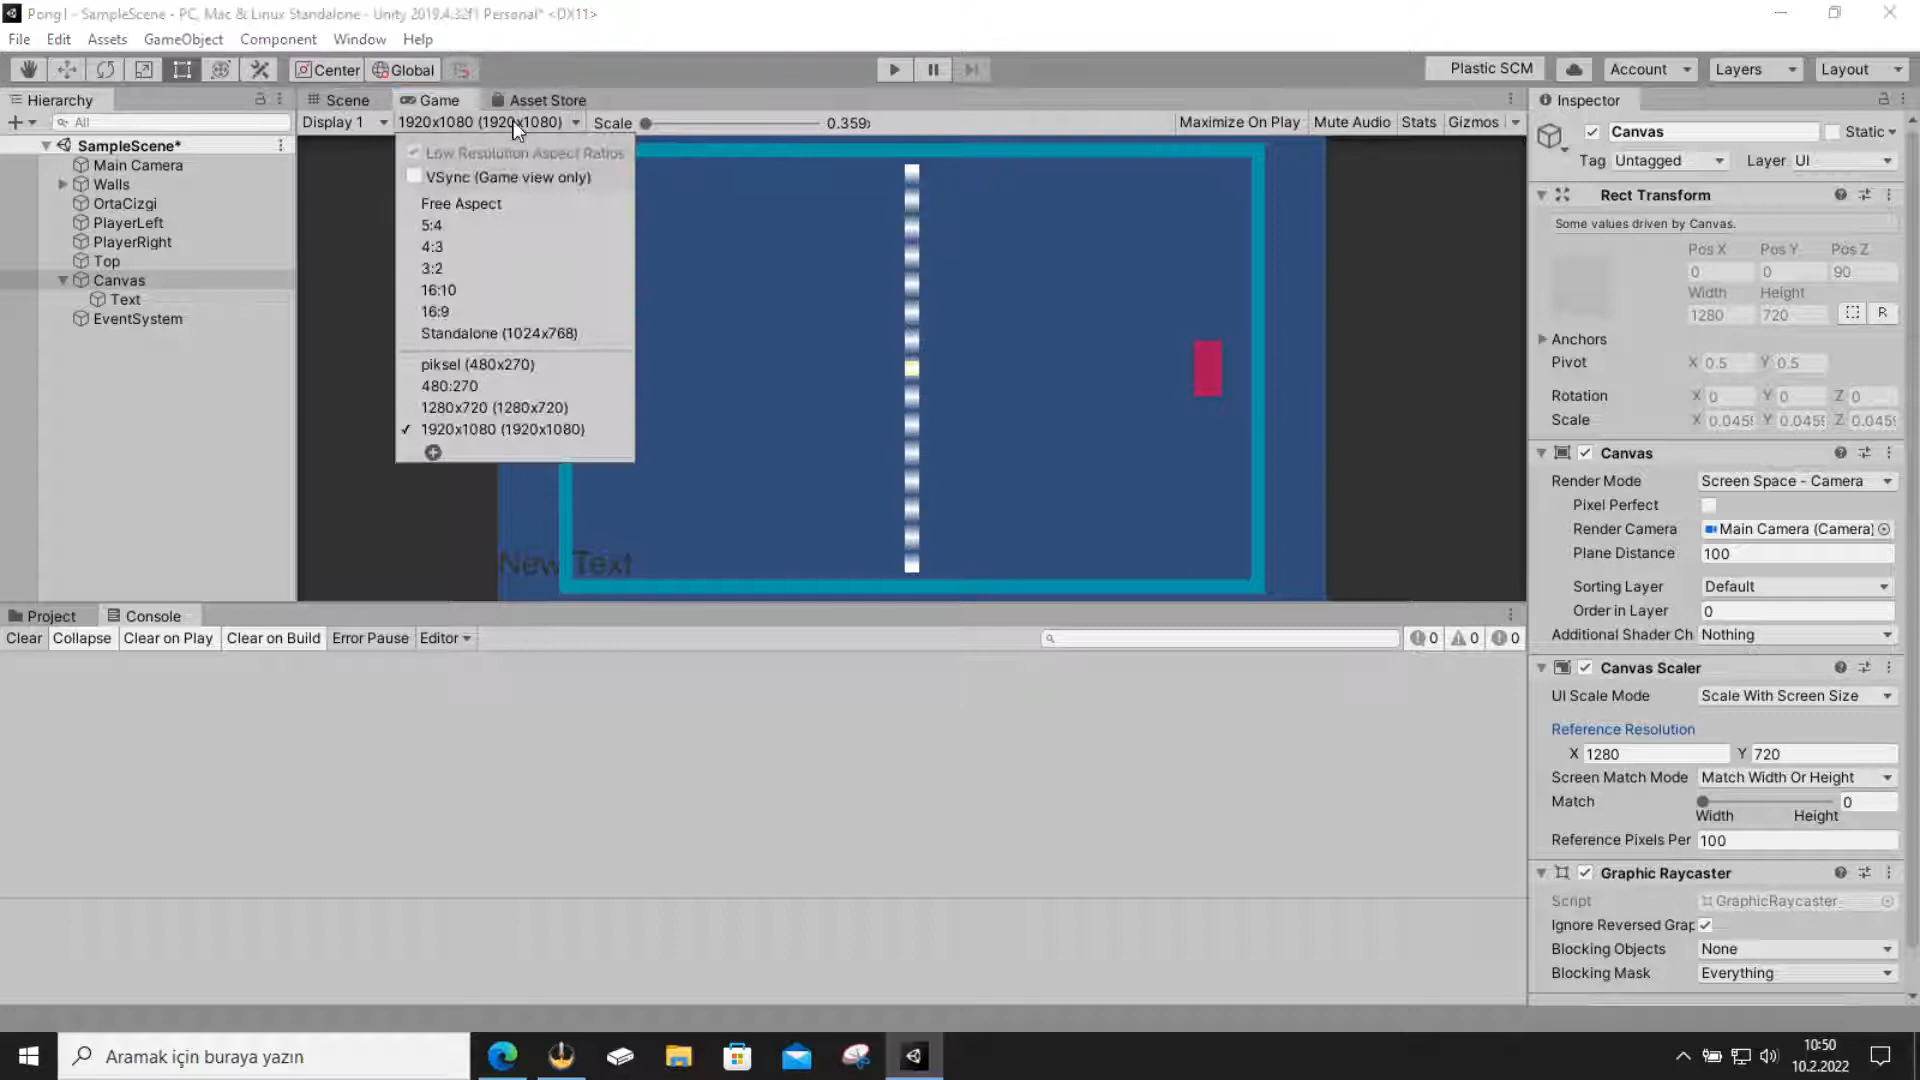 Pong1 - SampleScene - PC, Mac & Linux Standalone - Unity 2019.4.32f1 Personal* <DX11>
File Edit Assets GameObject Component Window Help
Center Global Plastic SCM Account Layers Layout
Hierarchy
All
SampleScene*
Main Camera
Walls
OrtaCizgi
PlayerLeft
PlayerRight
Top
Canvas
Text
EventSystem
Scene Game Asset Store
Display 1 1920x1080 (1920x1080) Scale 0.359x Maximize On Play Mute Audio Stats Gizmos
Low Resolution Aspect Ratios
VSync (Game view only)
Free Aspect
5:4
4:3
3:2
16:10
16:9
Standalone (1024x768)
piksel (480x270)
480:270
1280x720 (1280x720)
1920x1080 (1920x1080)
New Text
Project Console
Clear Collapse Clear on Play Clear on Build Error Pause Editor 0 0 0
Inspector
Canvas Static
Tag Untagged Layer UI
Rect Transform
Some values driven by Canvas.
Pos X Pos Y Pos Z
0 0 90
Width Height
1280 720 R
Anchors
Pivot X 0.5 Y 0.5
Rotation X 0 Y 0 Z 0
Scale X 0.045 Y 0.045 Z 0.045
Canvas
Render Mode Screen Space - Camera
Pixel Perfect
Render Camera Main Camera (Camera)
Plane Distance 100
Sorting Layer Default
Order in Layer 0
Additional Shader Ch Nothing
Canvas Scaler
UI Scale Mode Scale With Screen Size
Reference Resolution
X 1280 Y 720
Screen Match Mode Match Width Or Height
Match 0
Width Height
Reference Pixels Per 100
Graphic Raycaster
Script GraphicRaycaster
Ignore Reversed Grap
Blocking Objects None
Blocking Mask Everything
Aramak için buraya yazın
10:50
10.2.2022